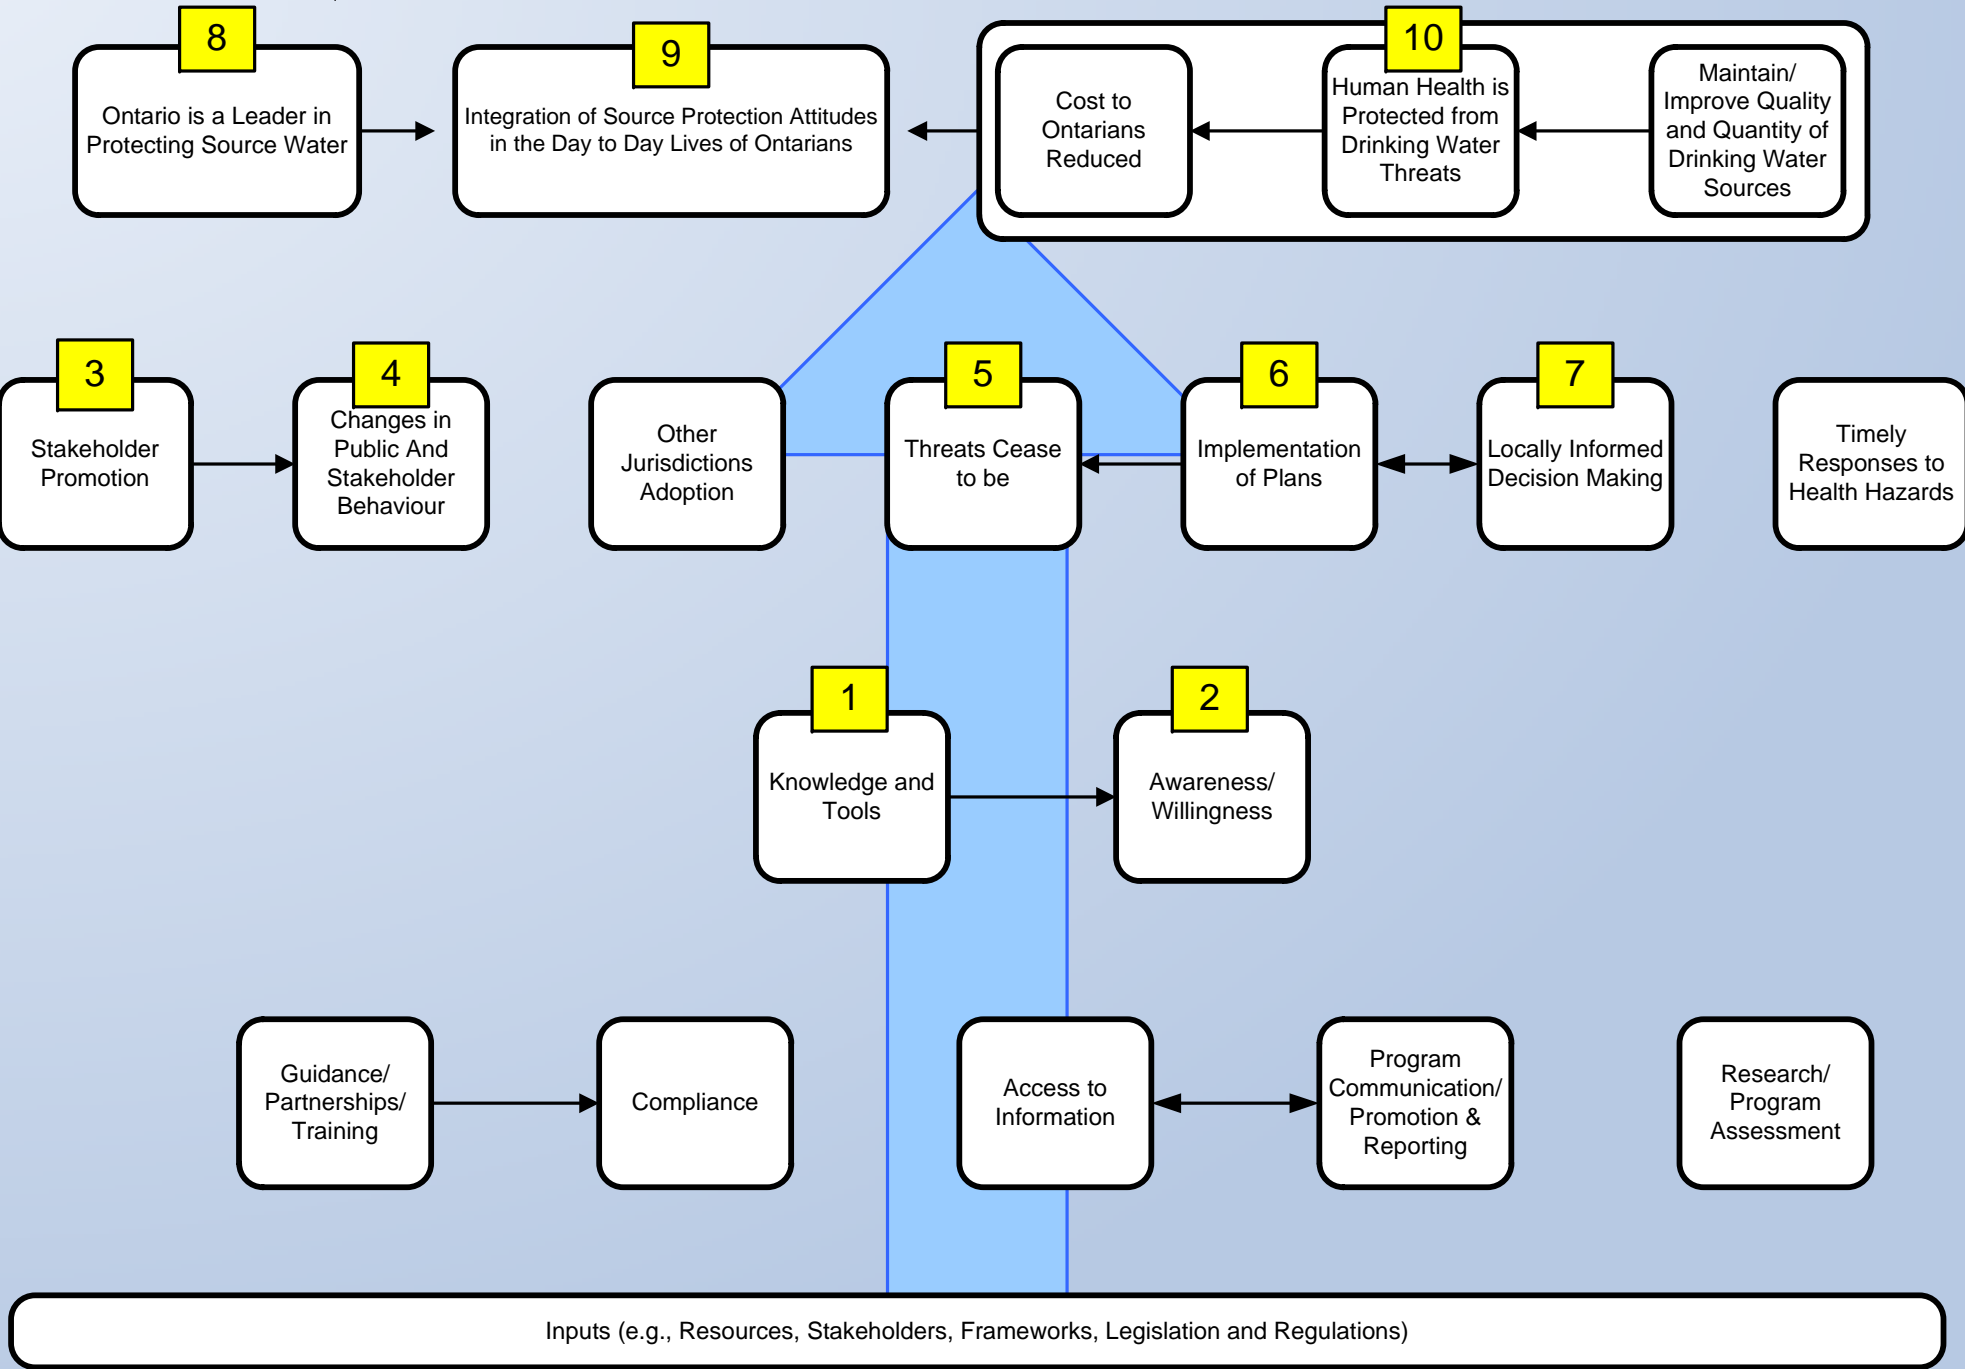 8
Ontario is a Leader in
Protecting Source Water
9
Integration of Source Protection Attitudes
in the Day to Day Lives of Ontarians
10
Cost to
Ontarians
Reduced
Human Health is
Protected from
Drinking Water
Threats
Maintain/
Improve Quality
and Quantity of
Drinking Water
Sources
3
Stakeholder
Promotion
4
Changes in
Public And
Stakeholder
Behaviour
Other
Jurisdictions
Adoption
5
Threats Cease
to be
6
Implementation
of Plans
7
Locally Informed
Decision Making
Timely
Responses to
Health Hazards
1
Knowledge and
Tools
2
Awareness/
Willingness
Guidance/
Partnerships/
Training
Compliance
Access to
Information
Program
Communication/
Promotion &
Reporting
Research/
Program
Assessment
Inputs (e.g., Resources, Stakeholders, Frameworks, Legislation and Regulations)